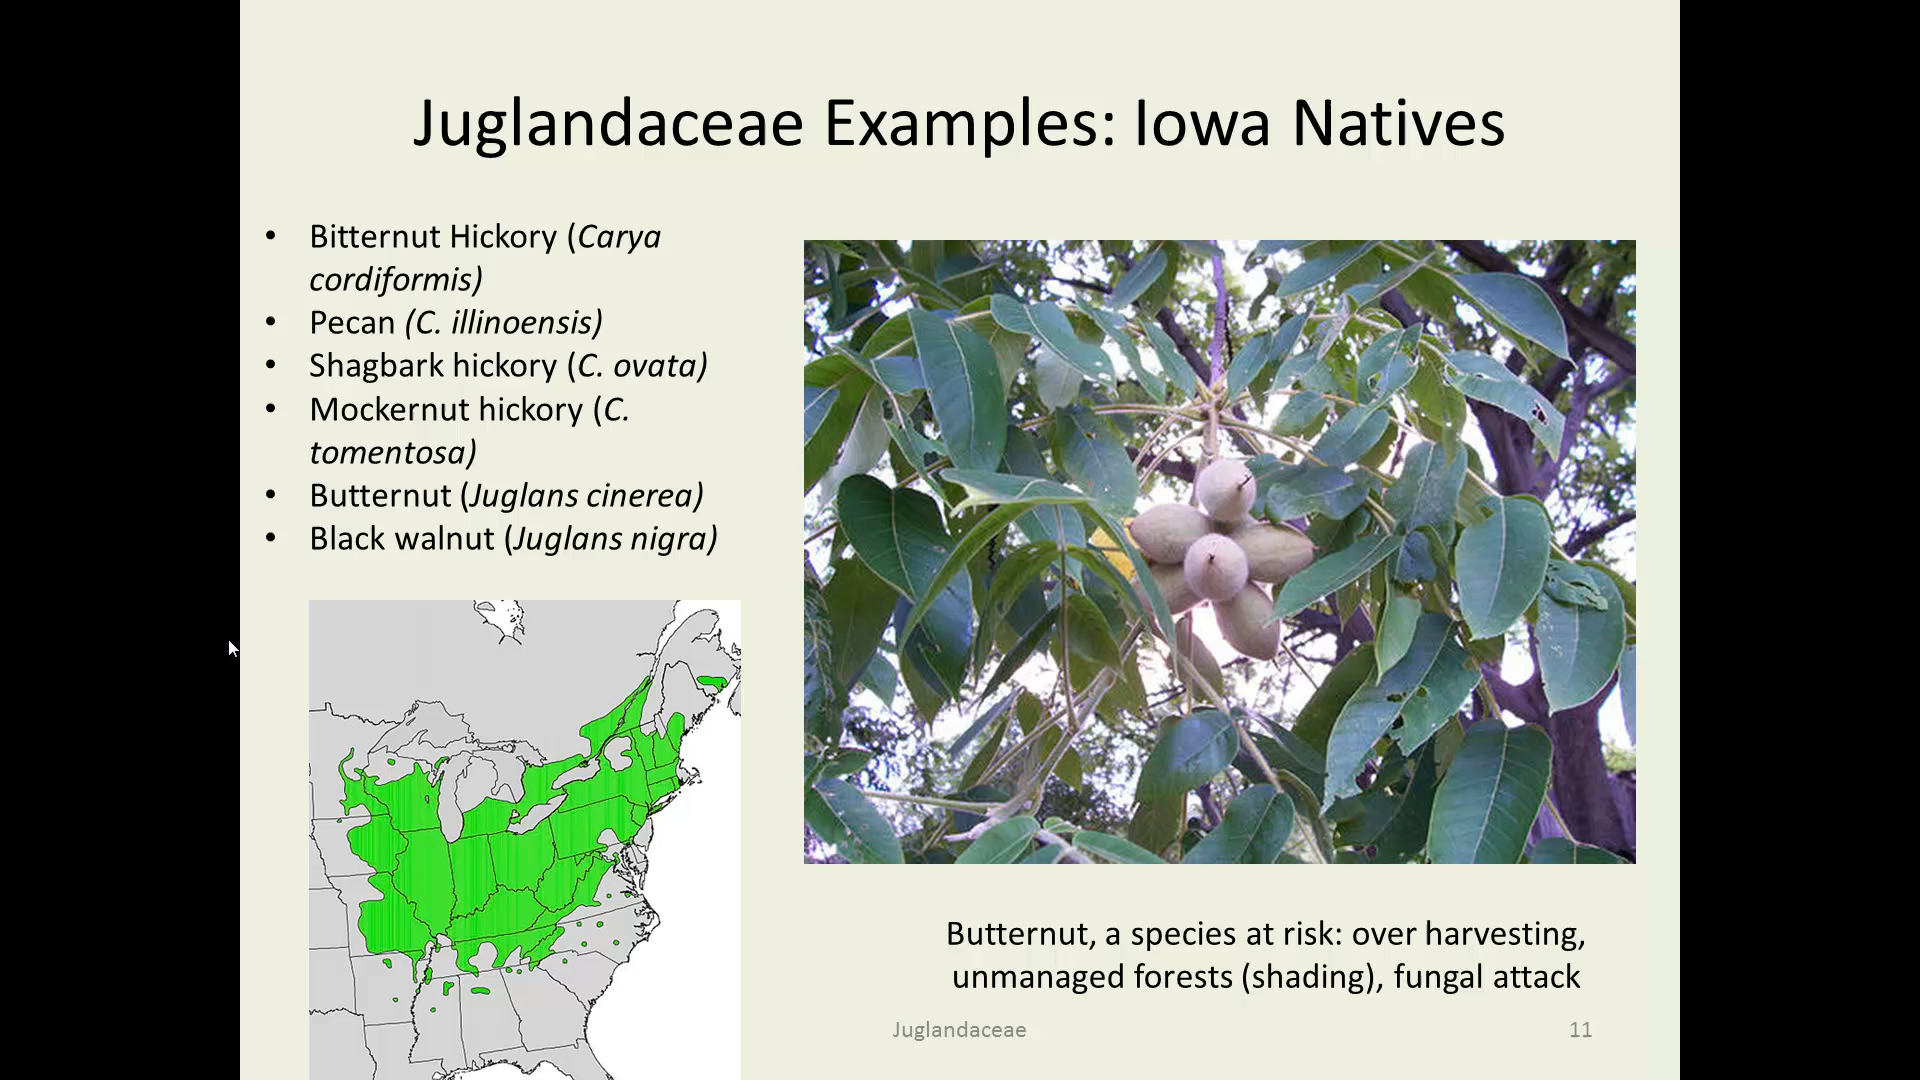 Juglandaceae Examples: Iowa Natives
• Bitternut Hickory (Carya
cordiformis)
• Pecan (C. illinoensis)
• Shagbark hickory (C. ovata)
• Mockernut hickory (C.
tomentosa)
• Butternut (Juglans cinerea)
• Black walnut (Juglans nigra)
Butternut, a species at risk: over harvesting,
unmanaged forests (shading), fungal attack
Juglandaceae
11